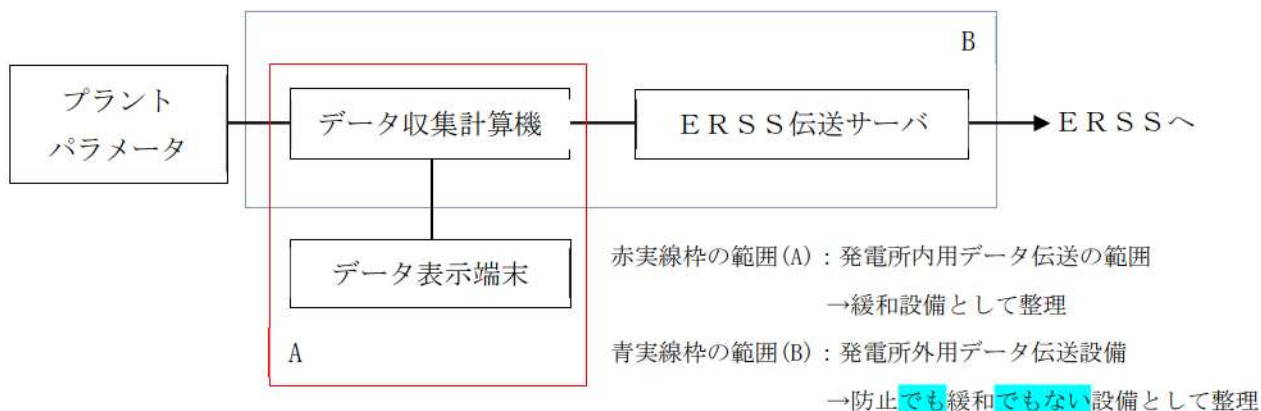 B
プラント
パラメータ
データ収集計算機
ＥＲＳＳ伝送サーバ
ＥＲＳＳへ
データ表示端末
A
赤実線枠の範囲(A)：発電所内用データ伝送の範囲
→緩和設備として整理
青実線枠の範囲(B)：発電所外用データ伝送設備
→防止でも緩和でもない設備として整理